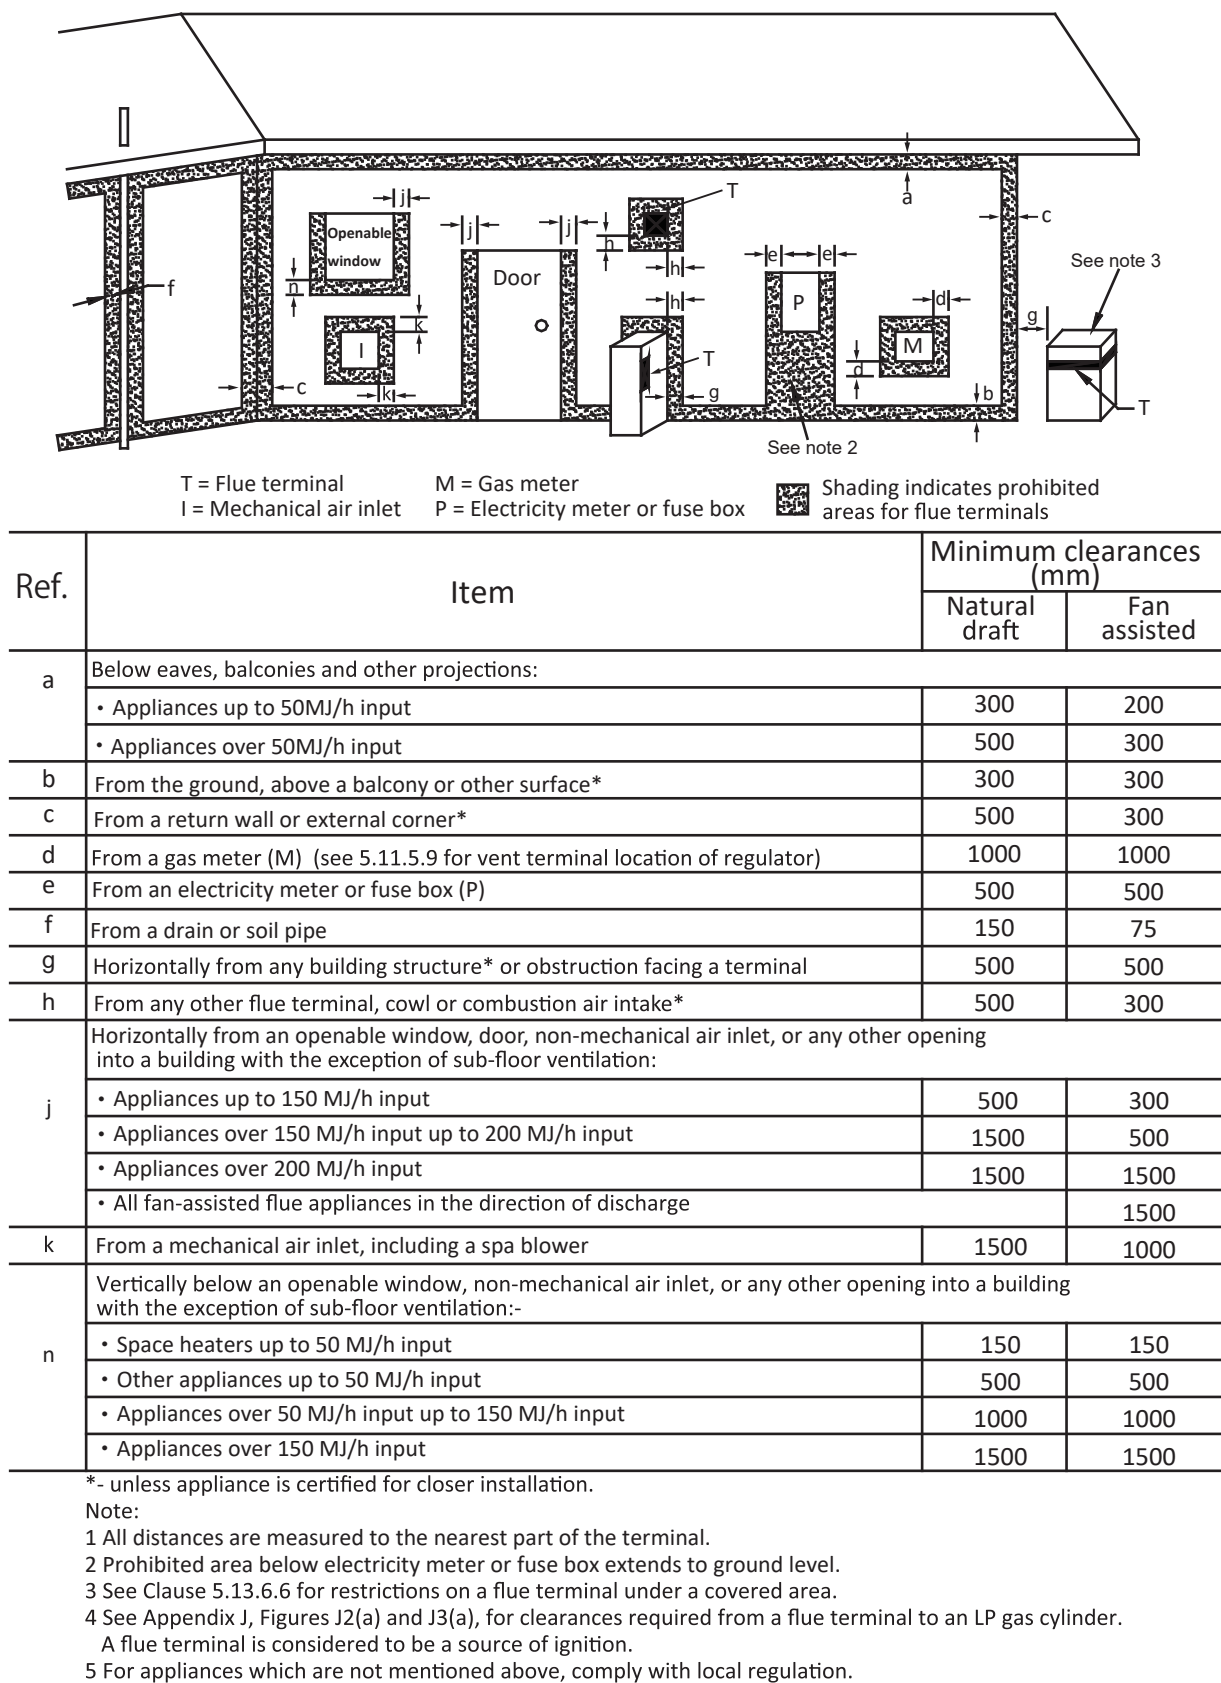 T
a
c
j
Openable
window
j
j
h
Door
e
e
See note 3
n
f
h
P
h
k
d
g
I
M
T
d
c
k
g
b
T
See note 2
T = Flue terminal
M = Gas meter
I = Mechanical air inlet
P = Electricity meter or fuse box
Shading indicates prohibited
areas for flue terminals
Ref.
Item
Minimum clearances
(mm)
Natural
draft
Fan
assisted
a
Below eaves, balconies and other projections:
• Appliances up to 50MJ/h input 300 200
• Appliances over 50MJ/h input 500 300
b From the ground, above a balcony or other surface* 300 300
c From a return wall or external corner* 500 300
d From a gas meter (M) (see 5.11.5.9 for vent terminal location of regulator) 1000 1000
e From an electricity meter or fuse box (P) 500 500
f From a drain or soil pipe 150 75
g Horizontally from any building structure* or obstruction facing a terminal 500 500
h From any other flue terminal, cowl or combustion air intake* 500 300
j
Horizontally from an openable window, door, non-mechanical air inlet, or any other opening
into a building with the exception of sub-floor ventilation:
• Appliances up to 150 MJ/h input 500 300
• Appliances over 150 MJ/h input up to 200 MJ/h input 1500 500
• Appliances over 200 MJ/h input 1500 1500
• All fan-assisted flue appliances in the direction of discharge 1500
k From a mechanical air inlet, including a spa blower 1500 1000
n
Vertically below an openable window, non-mechanical air inlet, or any other opening into a building
with the exception of sub-floor ventilation:-
• Space heaters up to 50 MJ/h input 150 150
• Other appliances up to 50 MJ/h input 500 500
• Appliances over 50 MJ/h input up to 150 MJ/h input 1000 1000
• Appliances over 150 MJ/h input 1500 1500
*- unless appliance is certified for closer installation.
Note:
1 All distances are measured to the nearest part of the terminal.
2 Prohibited area below electricity meter or fuse box extends to ground level.
3 See Clause 5.13.6.6 for restrictions on a flue terminal under a covered area.
4 See Appendix J, Figures J2(a) and J3(a), for clearances required from a flue terminal to an LP gas cylinder.
A flue terminal is considered to be a source of ignition.
5 For appliances which are not mentioned above, comply with local regulation.